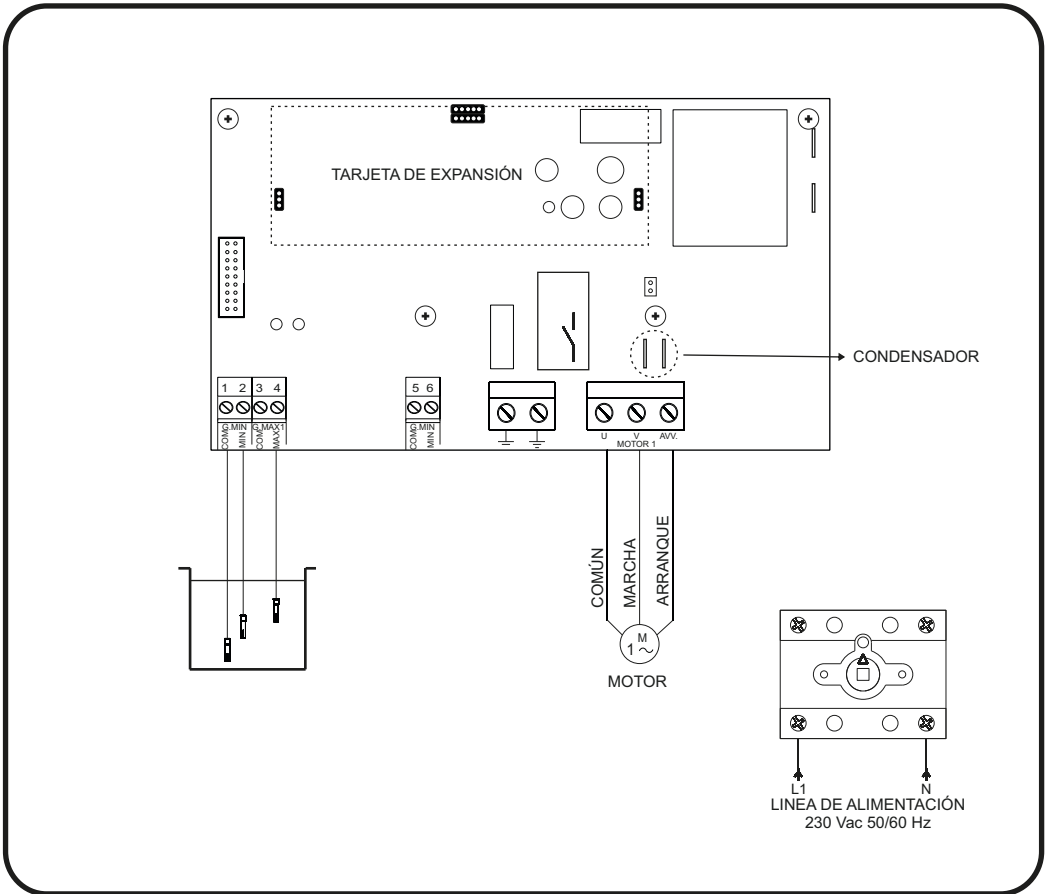 TARJETA DE EXPANSIÓN
CONDENSADOR
1 2 3 4
G.MIN G.MAX1
COM MIN COM MAX1
5 6
G.MIN
COM MIN
U V AVV.
MOTOR 1
COMÚN
MARCHA
ARRANQUE
M
1 ~
MOTOR
L1 N
LINEA DE ALIMENTACIÓN
230 Vac 50/60 Hz